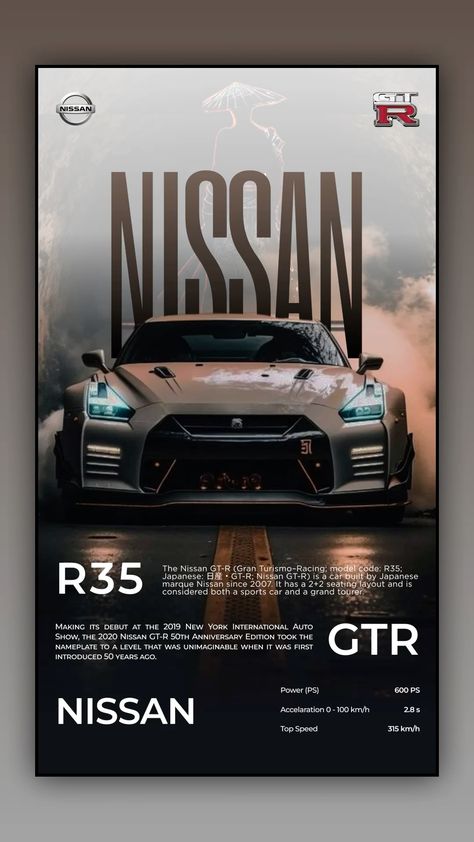 NISSAN
GT
R
NISSAN
R35
The Nissan GT-R (Gran Turismo–Racing; model code: R35;
Japanese: 日産・GT-R; Nissan GT-R) is a car built by Japanese
marque Nissan since 2007. It has a 2+2 seating layout and is
considered both a sports car and a grand tourer.
Making its debut at the 2019 New York International Auto
Show, the 2020 Nissan GT-R 50th Anniversary Edition took the
nameplate to a level that was unimaginable when it was first
introduced 50 years ago.
GTR
NISSAN
Power (PS) 600 PS
Accelaration 0 - 100 km/h 2.8 s
Top Speed 315 km/h